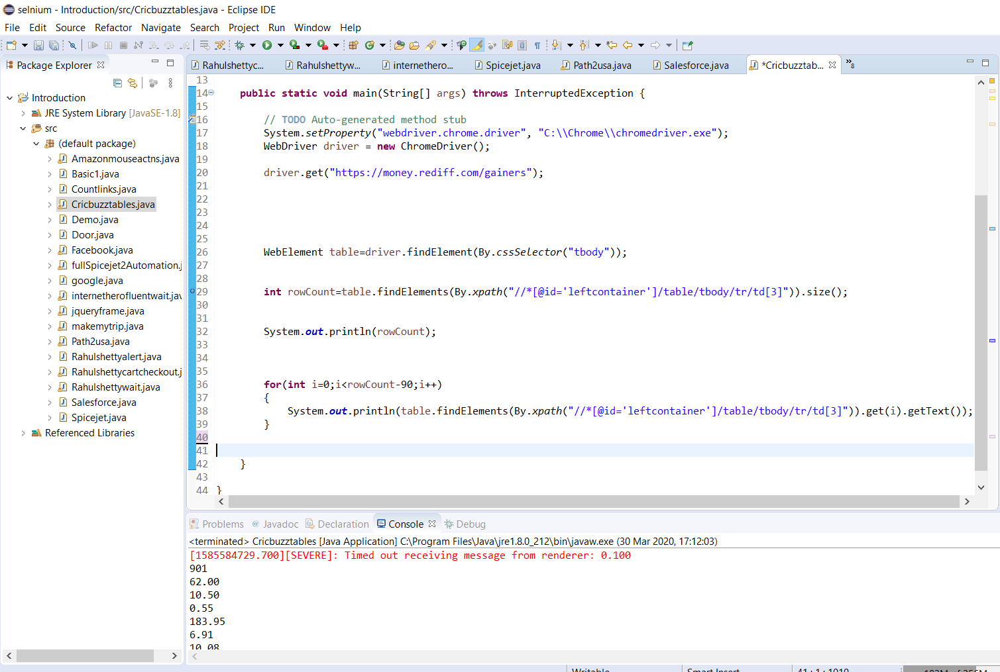 selnium - Introduction/src/Cricbuzztables.java - Eclipse IDE
File Edit Source Refactor Navigate Search Project Run Window Help
Package Explorer
Introduction
JRE System Library [JavaSE-1.8]
src
(default package)
Amazonmouseactns.java
Basic1.java
Countlinks.java
Cricbuzztables.java
Demo.java
Door.java
Facebook.java
fullSpicejet2Automation.j
google.java
internetherofluentwait.jav
jqueryframe.java
makemytrip.java
Path2usa.java
Rahulshettyalert.java
Rahulshettycartcheckout.j
Rahulshettywait.java
Salesforce.java
Spicejet.java
Referenced Libraries
Rahulshettyc... Rahulshettyw... internethero... Spicejet.java Path2usa.java Salesforce.java *Cricbuzztab... »8
13
14 public static void main(String[] args) throws InterruptedException {
15
16 // TODO Auto-generated method stub
17 System.setProperty("webdriver.chrome.driver", "C:\\Chrome\\chromedriver.exe");
18 WebDriver driver = new ChromeDriver();
19
20 driver.get("https://money.rediff.com/gainers");
21
22
23
24
25
26 WebElement table=driver.findElement(By.cssSelector("tbody"));
27
28
29 int rowCount=table.findElements(By.xpath("//*[@id='leftcontainer']/table/tbody/tr/td[3]")).size();
30
31
32 System.out.println(rowCount);
33
34
35
36 for(int i=0;i<rowCount-90;i++)
37 {
38 System.out.println(table.findElements(By.xpath("//*[@id='leftcontainer']/table/tbody/tr/td[3]")).get(i).getText());
39 }
40
41
42 }
43
44 }
Problems @ Javadoc Declaration Console Debug
<terminated> Cricbuzztables [Java Application] C:\Program Files\Java\jre1.8.0_212\bin\javaw.exe (30 Mar 2020, 17:12:03)
[1585584729.700][SEVERE]: Timed out receiving message from renderer: 0.100
901
62.00
10.50
0.55
183.95
6.91
10.08
Writable Smart Insert 41 : 1 : 1010